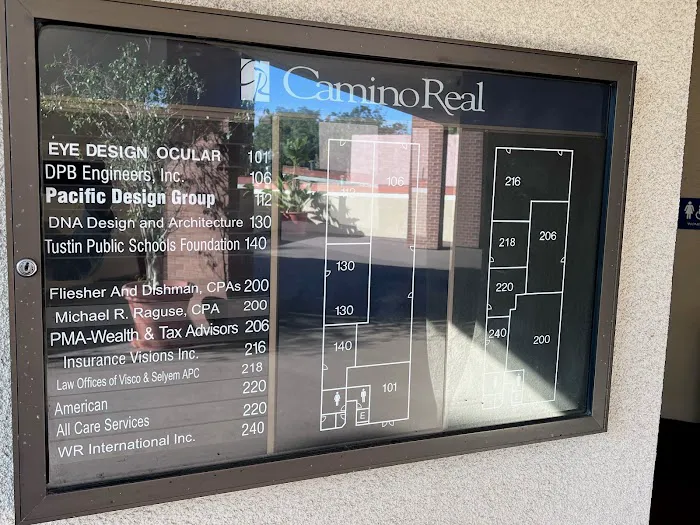 Camino Real
EYE DESIGN OCULAR 101
DPB Engineers, Inc. 106
Pacific Design Group 112
DNA Design and Architecture 130
Tustin Public Schools Foundation 140
Fliesher And Dishman, CPAs 200
Michael R. Raguse, CPA 200
PMA-Wealth & Tax Advisors 206
Insurance Visions Inc. 216
Law Offices of Visco & Selyem APC 218
American 220
All Care Services 220
WR International Inc. 240
106
130
130
140
101
E
216
206
218
220
240
200